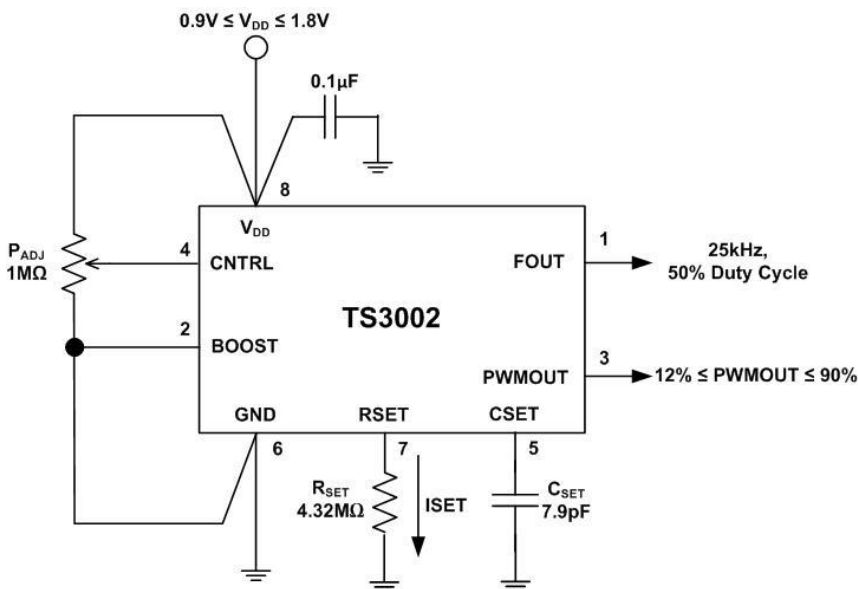 0.9V ≤ VDD ≤ 1.8V
0.1µF
8
VDD
PADJ
1MΩ
4
CNTRL
1
FOUT
25kHz,
50% Duty Cycle
TS3002
2
BOOST
3
PWMOUT
12% ≤ PWMOUT ≤ 90%
GND
RSET
CSET
6
7
5
RSET
4.32MΩ
ISET
CSET
7.9pF